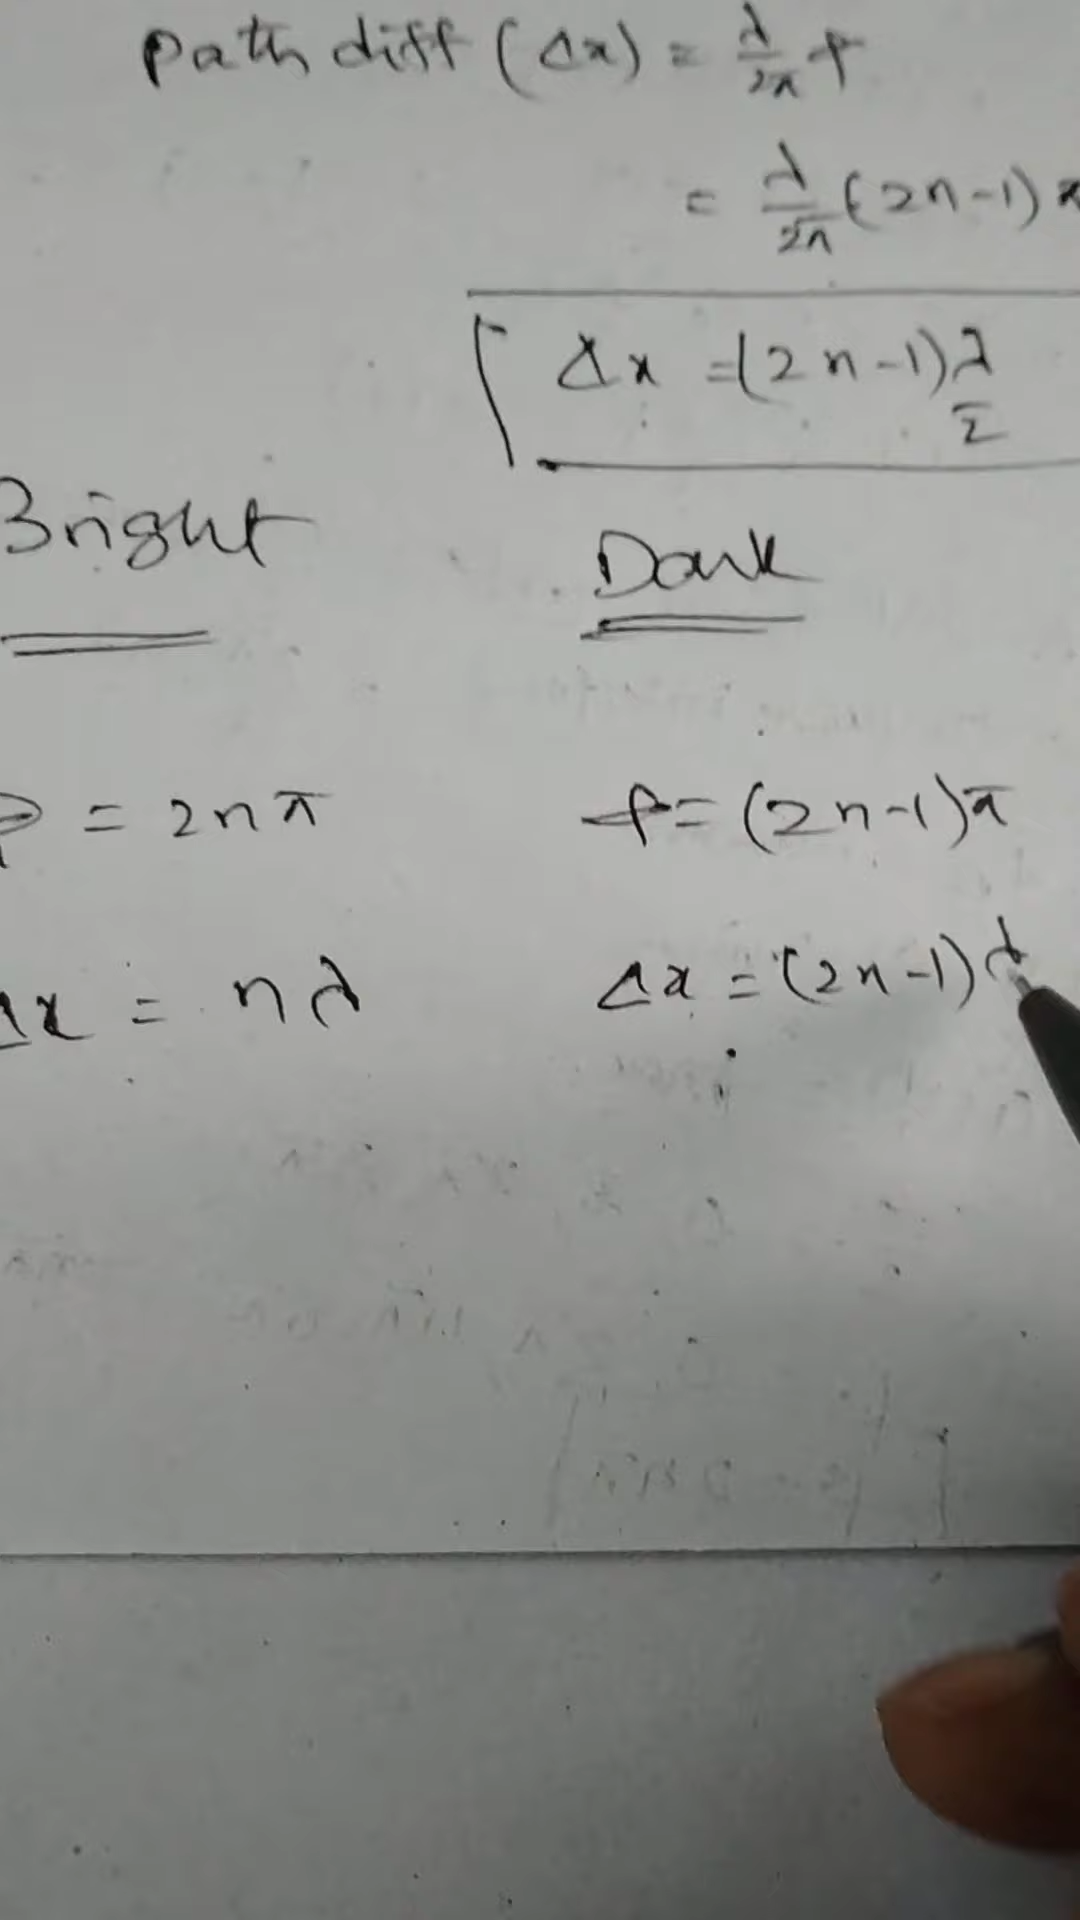 Path diff (Δx) = λ/2π φ
= λ/2π (2n-1) π
Δx = (2n-1) λ/2
Bright Dark
φ = 2nπ φ = (2n-1)π
Δx = nλ Δx = (2n-1) λ